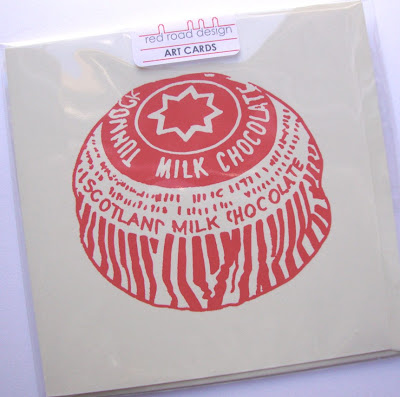 red road design
ART CARDS
TUNNOCK
MILK CHOCOLATE
SCOTLAND MILK CHOCOLATE